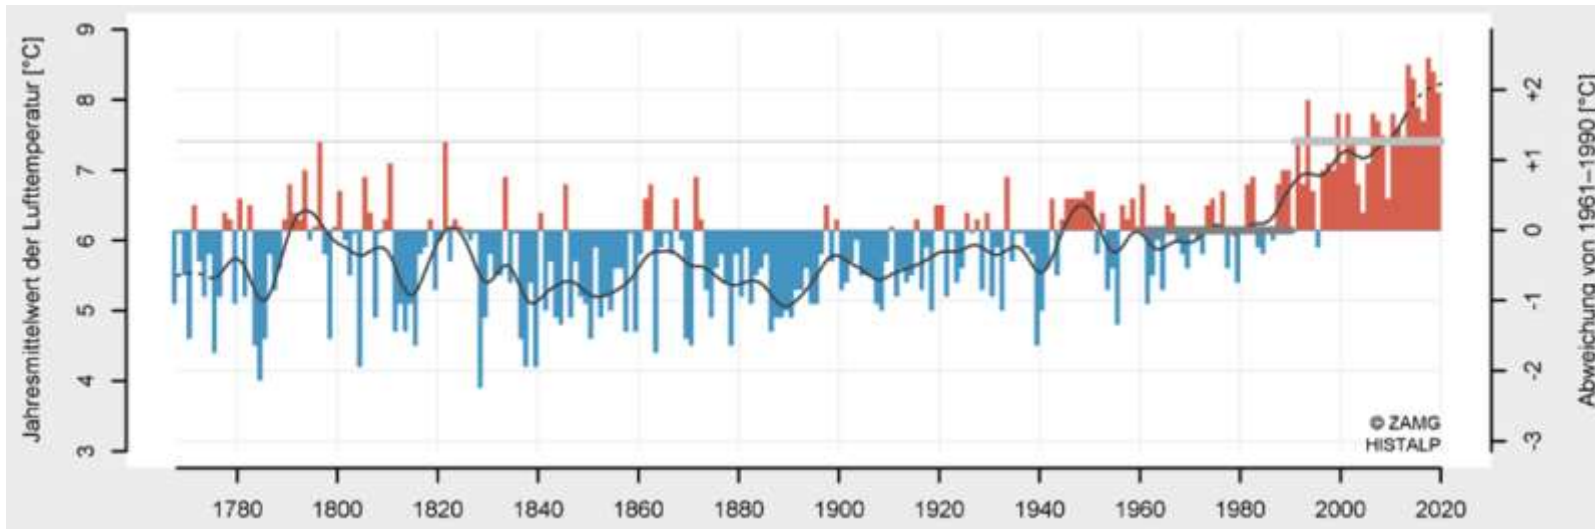 Jahresmittelwert der Lufttemperatur [°C]
9
8
7
6
5
4
3
+2
+1
0
-1
-2
-3
Abweichung von 1961–1990 [°C]
© ZAMG
HISTALP
1780 1800 1820 1840 1860 1880 1900 1920 1940 1960 1980 2000 2020